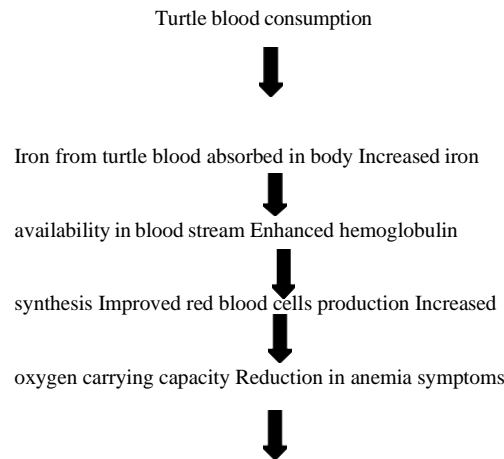 Turtle blood consumption
Iron from turtle blood absorbed in body Increased iron
availability in blood stream Enhanced hemoglubin
synthesis Improved red blood cells production Increased
oxygen carrying capacity Reduction in anemia symptoms